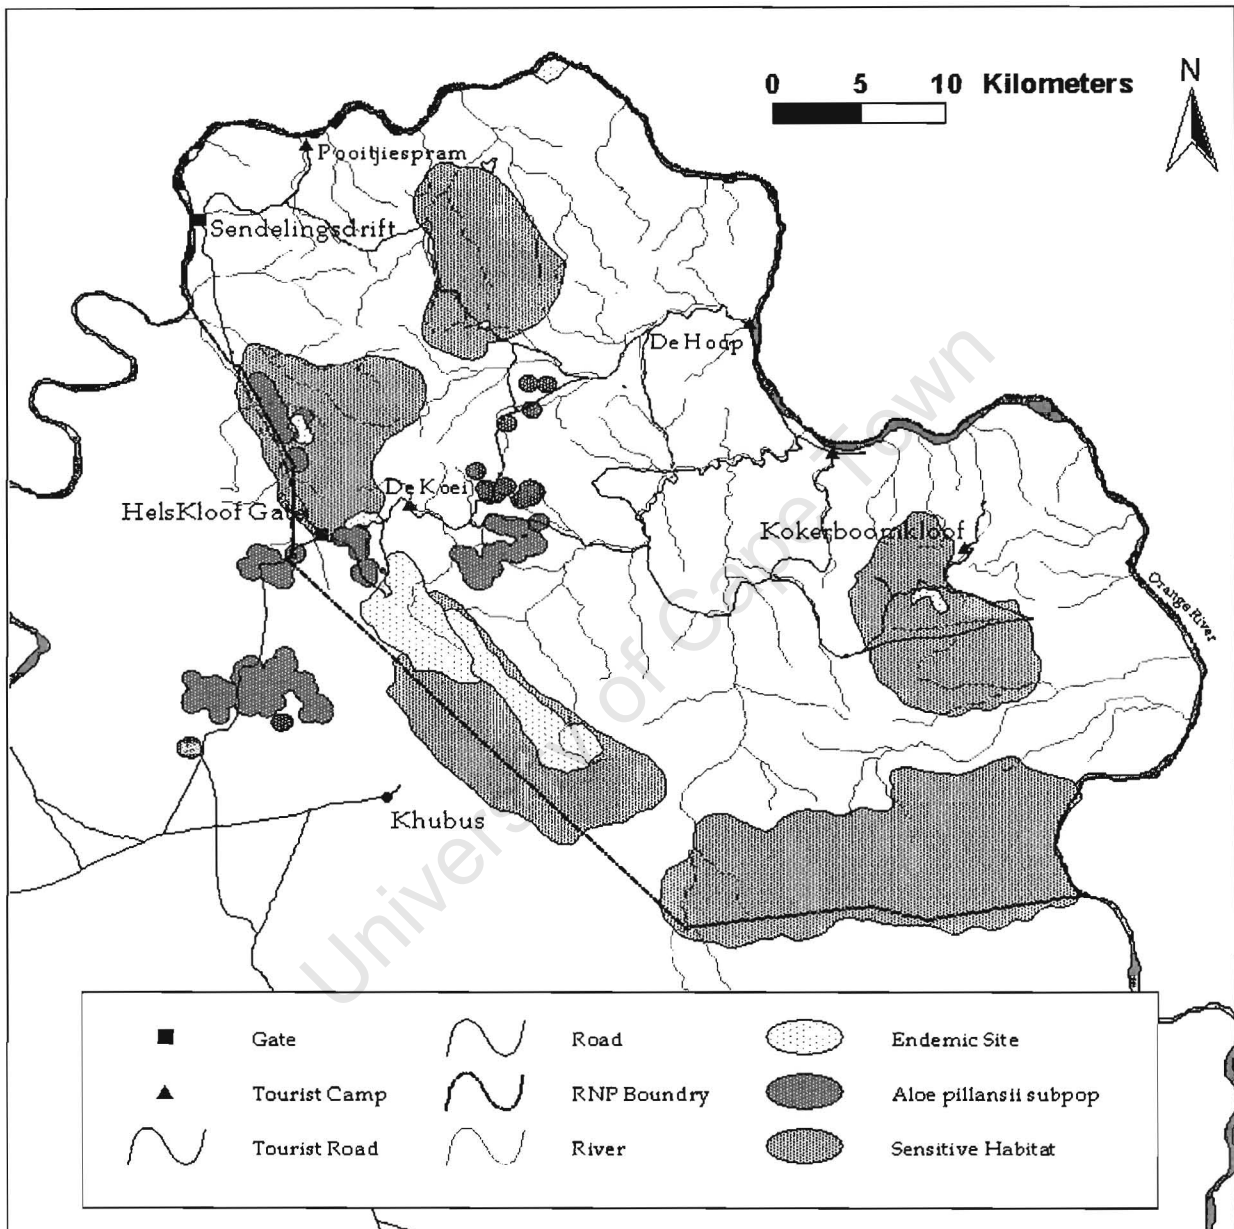 0 5 10 Kilometers
N
Pooitjiespram
Sendelingsdrift
De Hoop
De Koei
HelsKloof Gate
Kokerboomkloof
Orange River
Khubus
University of Cape Town
Gate
Road
Endemic Site
Tourist Camp
RNP Boundry
Aloe pillansii subpop
Tourist Road
River
Sensitive Habitat